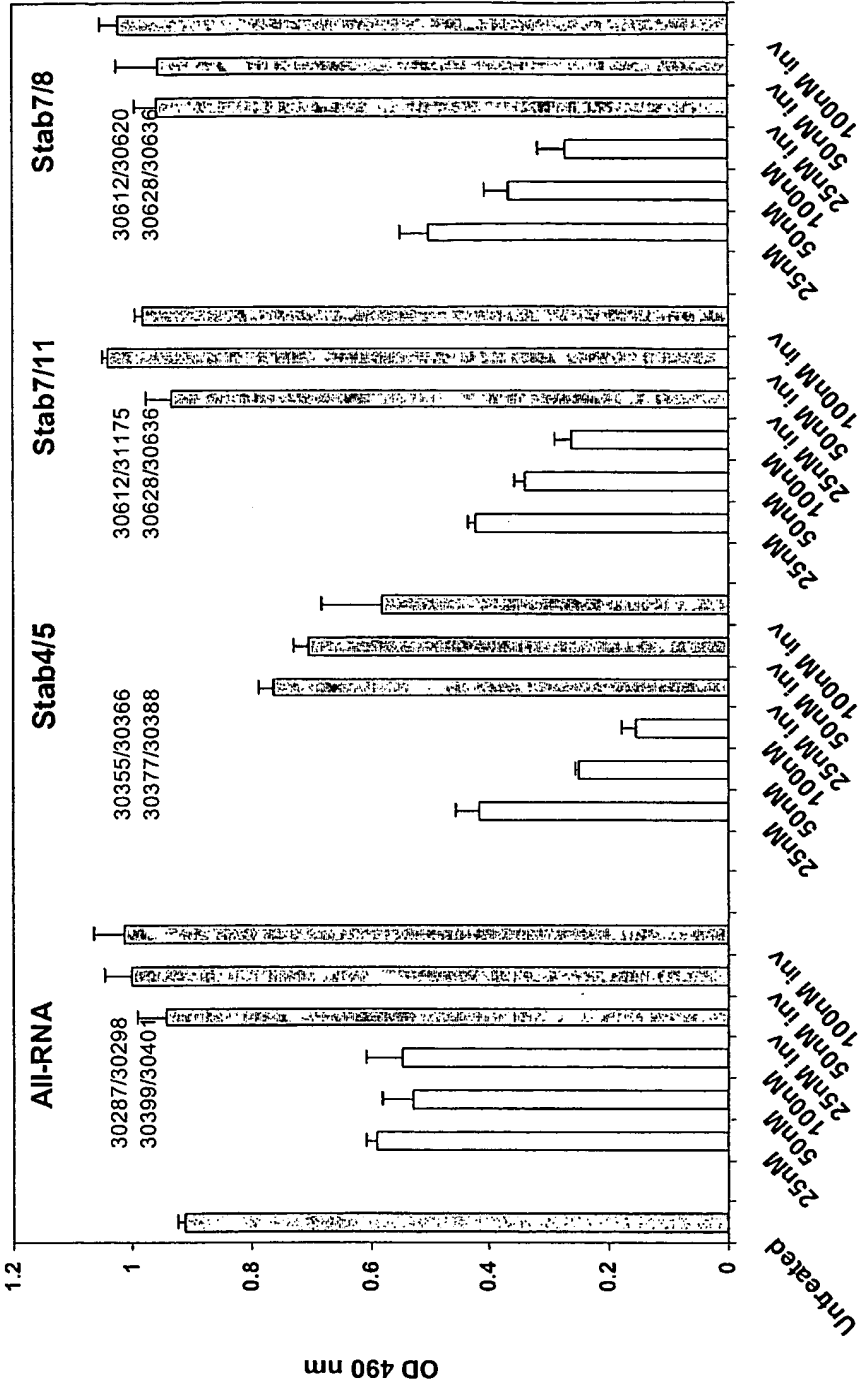 All-RNA
Stab4/5
Stab7/11
Stab7/8
30287/30298
30399/30401
30355/30366
30377/30388
30612/31175
30628/30636
30612/30620
30628/30636
OD 490 nm
1.2
1
0.8
0.6
0.4
0.2
0
Untreated
25nM
50nM
100nM
25nM inv
50nM inv
100nM inv
25nM
50nM
100nM
25nM inv
50nM inv
100nM inv
25nM
50nM
100nM
25nM inv
50nM inv
100nM inv
25nM
50nM
100nM
25nM inv
50nM inv
100nM inv